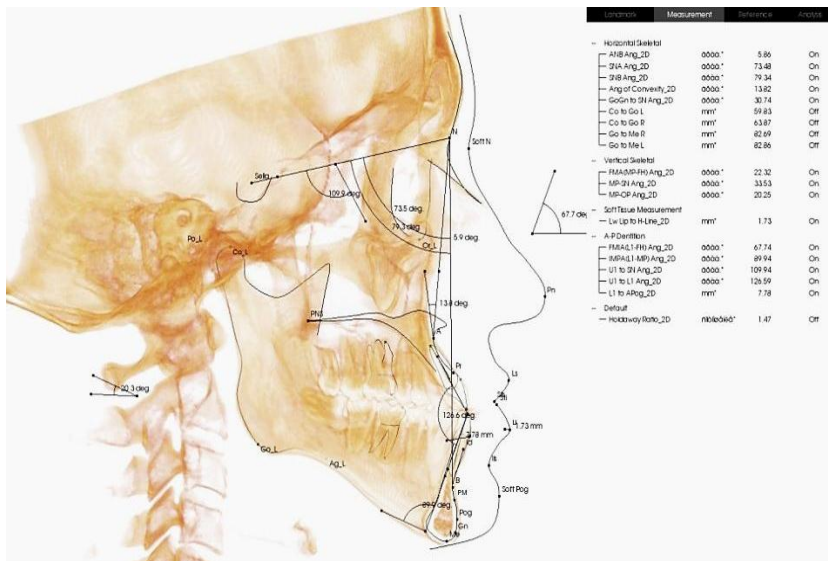 Landmark Measurement Reference Analyse
Horizontal Skeletal
ANB Ang_2D 5.86 On
SNA Ang_2D 73.48 On
SNB Ang_2D 79.34 On
Ang of Convexity_2D 13.82 On
GoGn to SN Ang_2D 30.74 On
Co to Go L mm" 59.83 Off
Co to Go R mm" 63.87 Off
Go to Me R mm" 82.69 Off
Go to Me L mm" 82.86 Off
Vertical Skeletal
FMA(MP-FH) Ang_2D 22.32 On
MP-SN Ang_2D 33.53 On
MP-OP Ang_2D 20.25 On
Soft Tissue Measurement
Lw Lip to H-Line_2D mm" 1.73 On
A-P Dentition
FMIA(L1-FH) Ang_2D 67.74 On
IMPA(L1-MP) Ang_2D 89.94 On
U1 to SN Ang_2D 109.94 On
U1 to L1 Ang_2D 126.59 On
L1 to APog_2D mm" 7.78 On
Default
Holdaway Ratio_2D 1.47 Off
N
Soft N
Sella
109.9 deg.
73.5 deg.
79.3 deg.
67.7 deg
5.9 deg.
Po_L
Co_L
Or_L
Pn
13.8 deg.
PNS
A
Pr
Ls
20.3 deg.
126.6 deg.
Li
1.73 mm
7.78 mm
Id
Go_L
Ag_L
B
PM
Soft Pog
Pog
Gn
Me